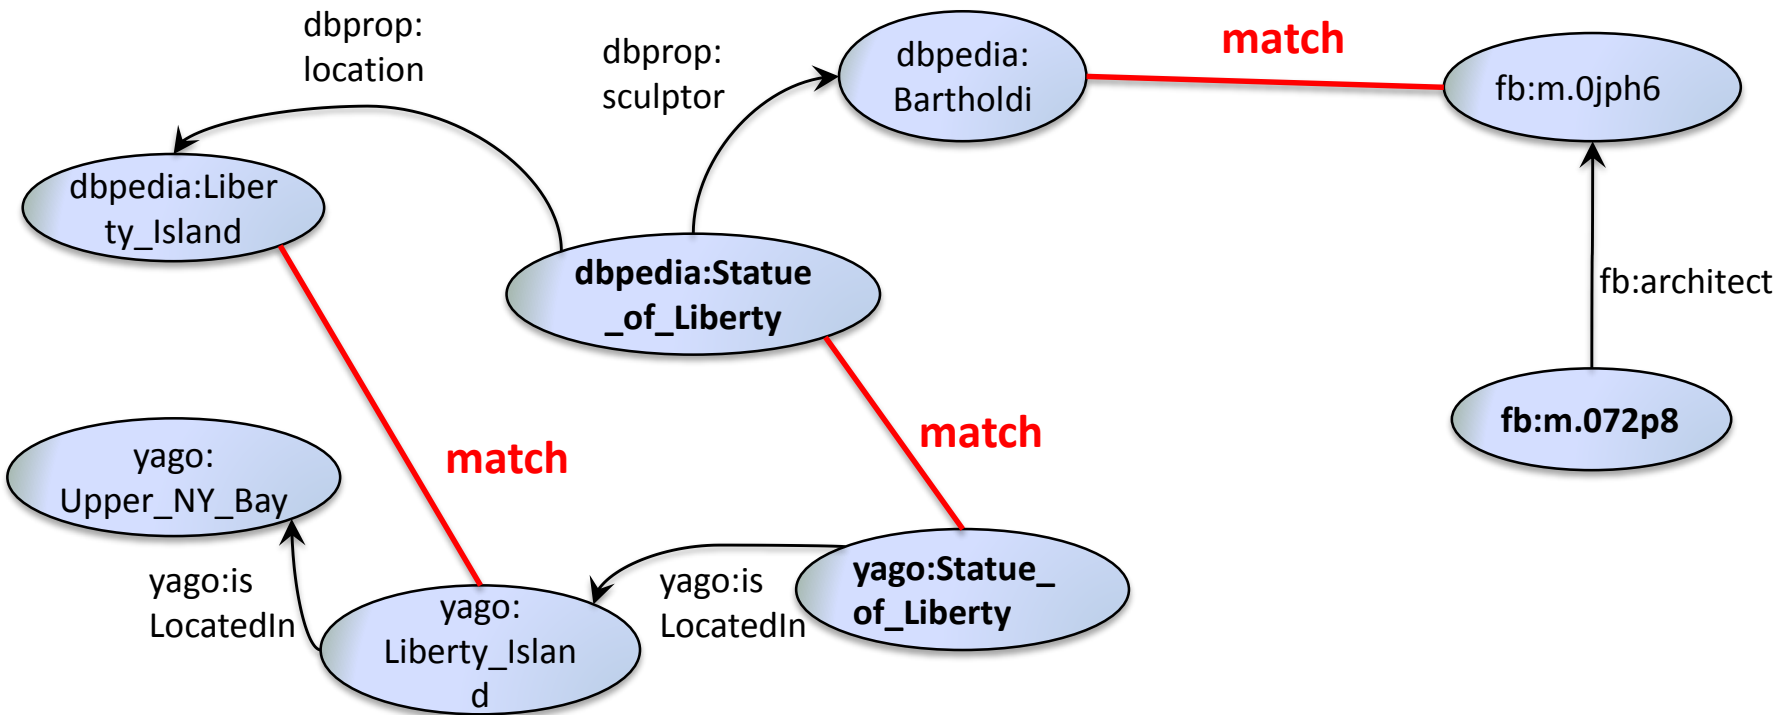 dbprop:
location
dbprop:
sculptor
dbpedia:
Bartholdi
match
fb:m.0jph6
dbpedia:Liber
ty_Island
dbpedia:Statue
_of_Liberty
fb:architect
fb:m.072p8
match
match
yago:
Upper_NY_Bay
yago:is
LocatedIn
yago:
Liberty_Islan
d
yago:is
LocatedIn
yago:Statue_
of_Liberty